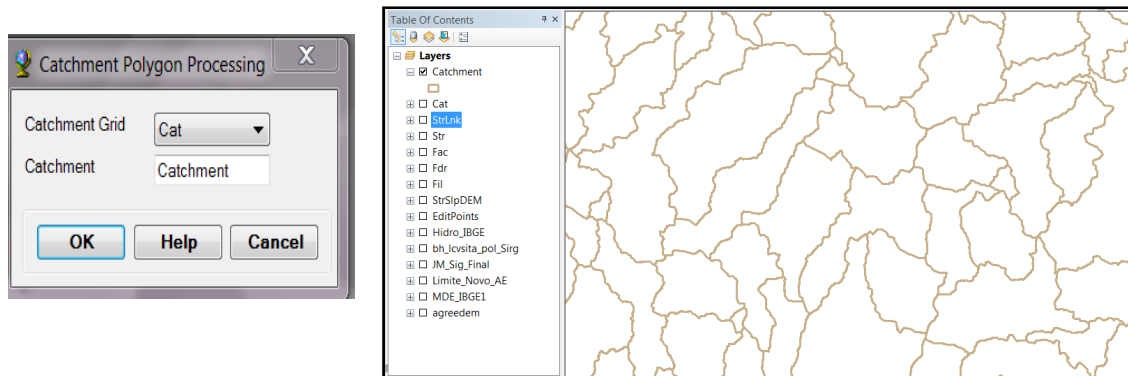 Catchment Polygon Processing
X
Catchment Grid
Cat
Catchment
Catchment
OK
Help
Cancel
Table Of Contents
Layers
Catchment
Cat
StrLnk
Str
Fac
Fdr
Fil
StrSlpDEM
EditPoints
Hidro_IBGE
bh_lcvsita_pol_Sirg
JM_Sig_Final
Limite_Novo_AE
MDE_IBGE1
agreedem